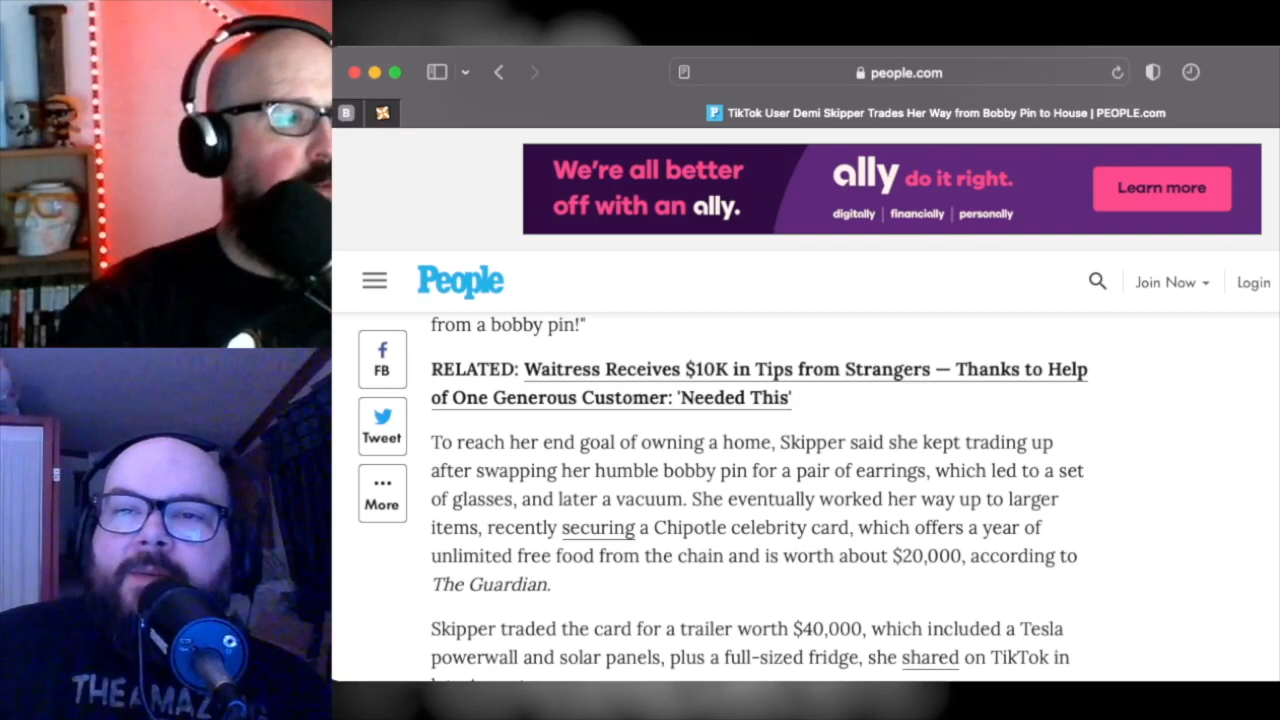 people.com
B
P TikTok User Demi Skipper Trades Her Way from Bobby Pin to House | PEOPLE.com
We're all better
off with an ally.
ally do it right.
digitally | financially | personally
Learn more
People
Join Now
Login
from a bobby pin!"
RELATED: Waitress Receives $10K in Tips from Strangers — Thanks to Help
of One Generous Customer: 'Needed This'
To reach her end goal of owning a home, Skipper said she kept trading up
after swapping her humble bobby pin for a pair of earrings, which led to a set
of glasses, and later a vacuum. She eventually worked her way up to larger
items, recently securing a Chipotle celebrity card, which offers a year of
unlimited free food from the chain and is worth about $20,000, according to
The Guardian.
Skipper traded the card for a trailer worth $40,000, which included a Tesla
powerwall and solar panels, plus a full-sized fridge, she shared on TikTok in
f
FB
Tweet
More
THE AMAZ